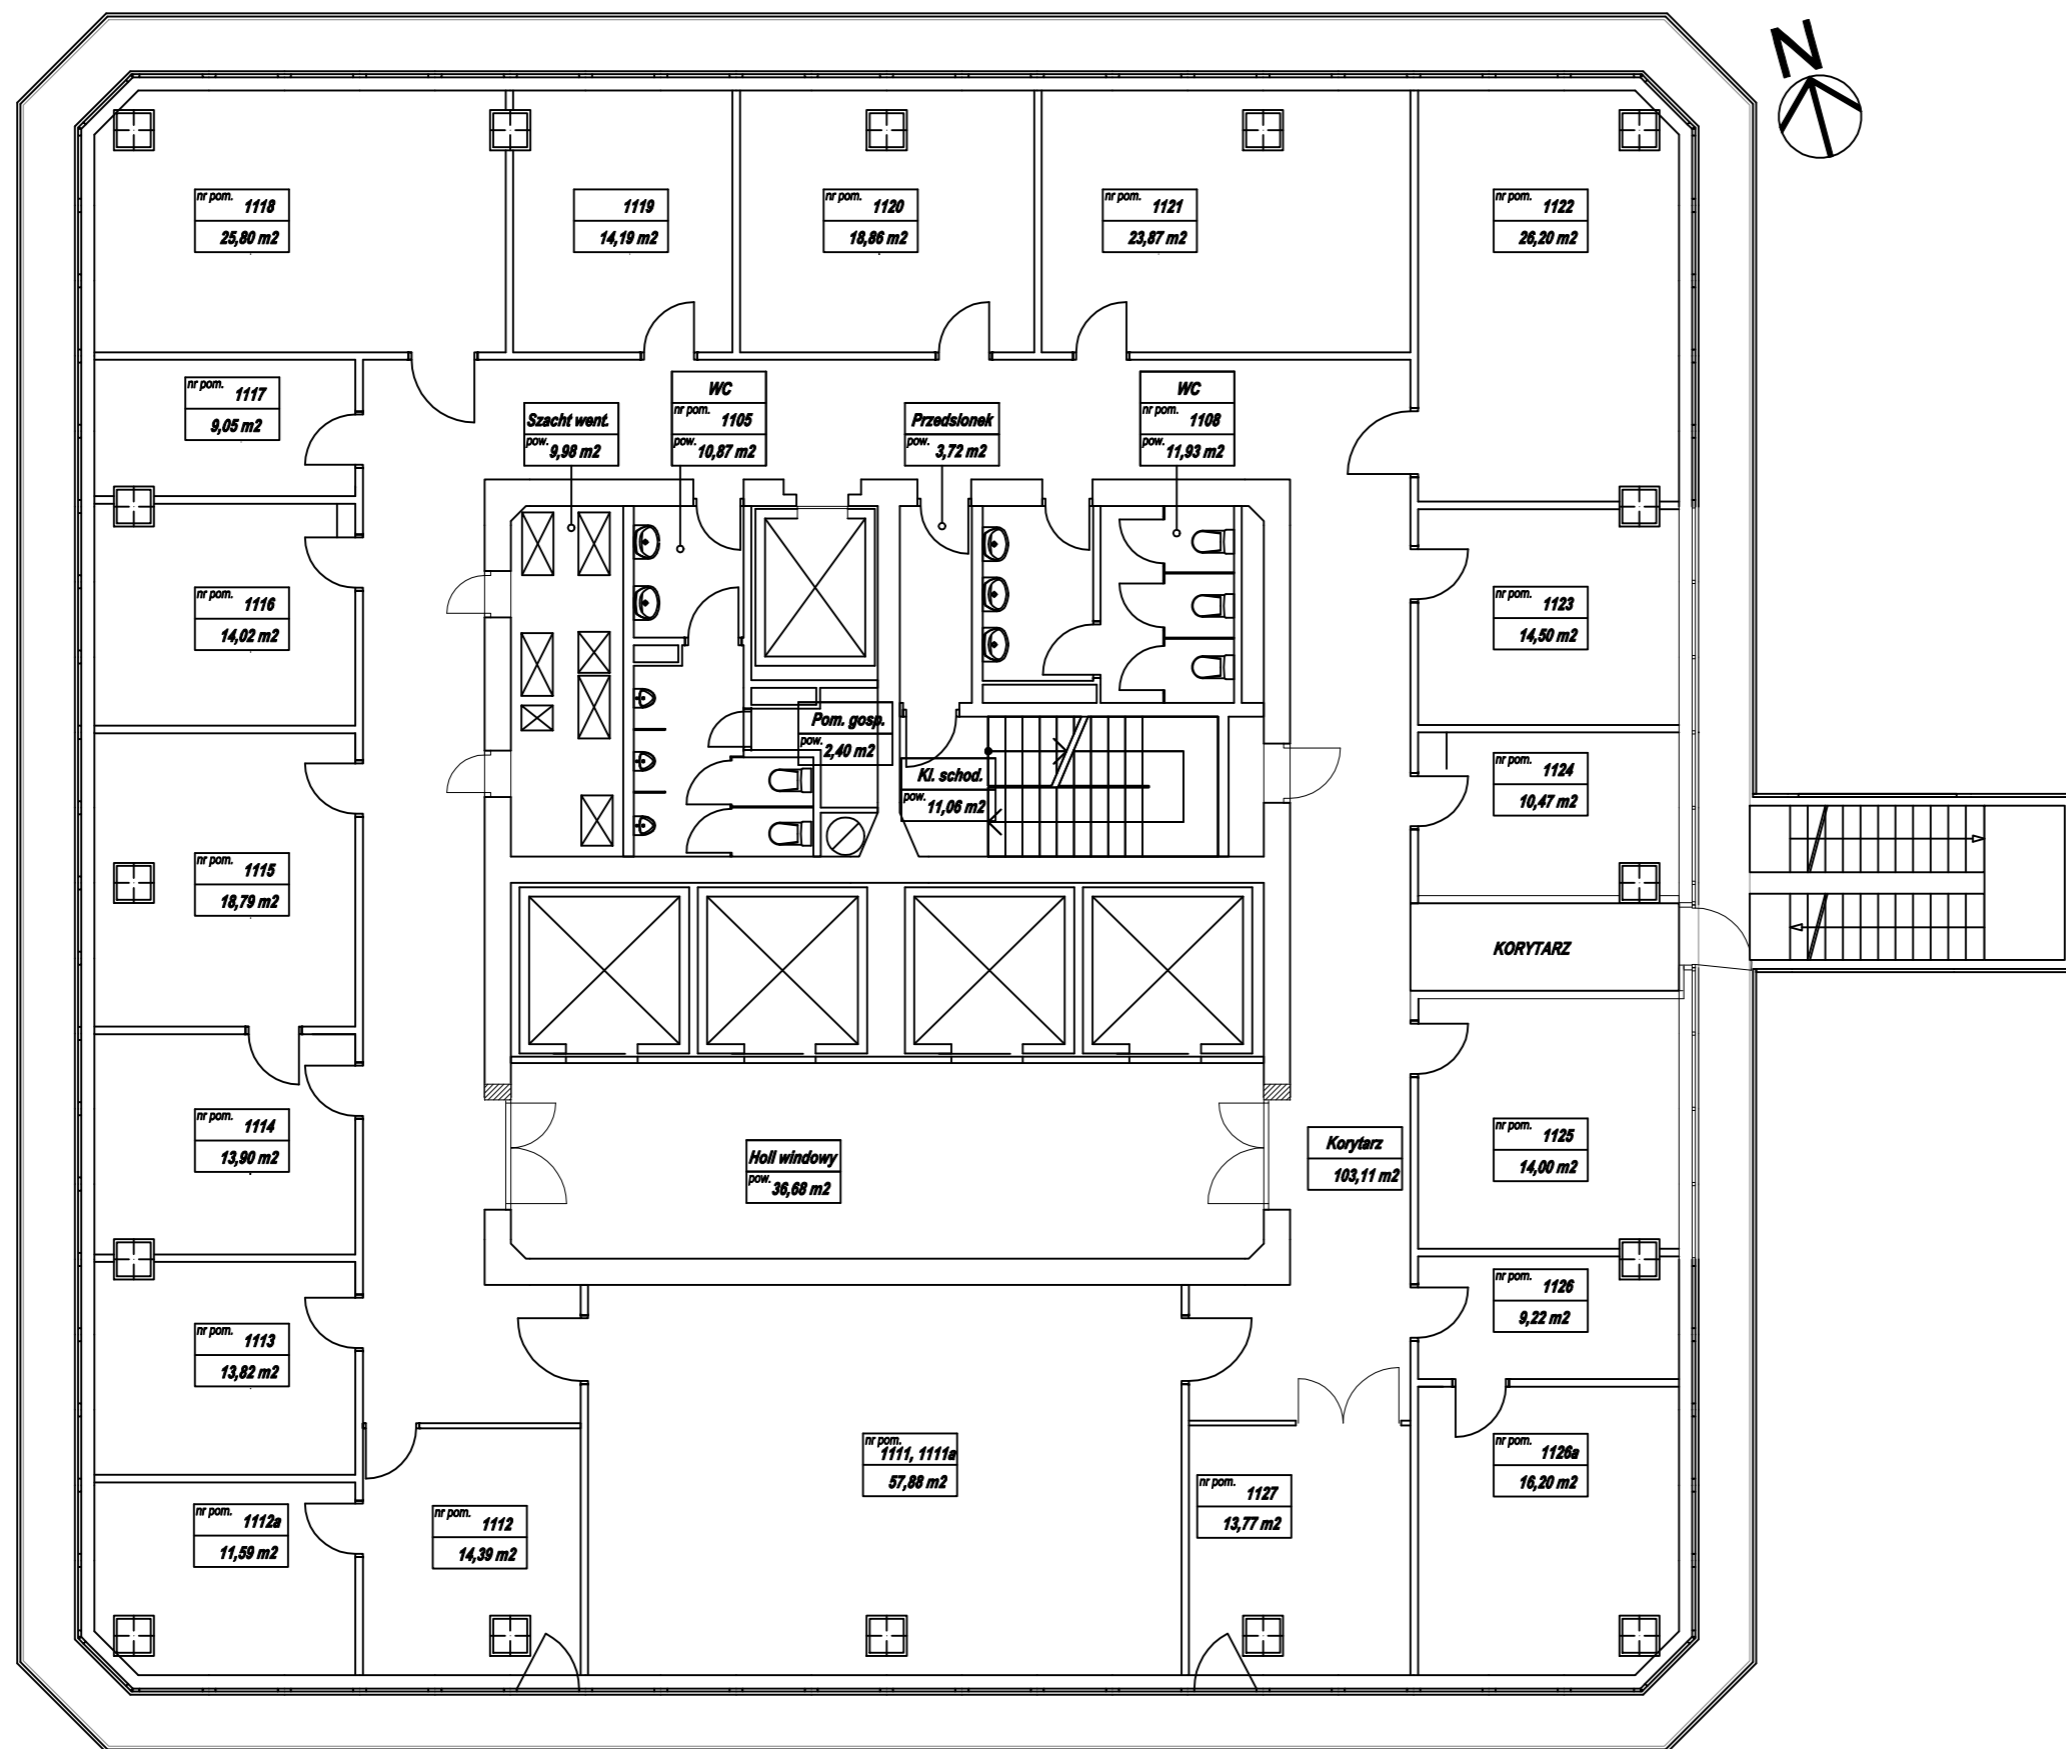 N
nr pom.
1118
25,80 m2
1119
14,19 m2
nr pom.
1120
18,86 m2
nr pom.
1121
23,87 m2
nr pom.
1122
26,20 m2
nr pom.
1117
9,05 m2
Szacht went.
pow.
9,98 m2
WC
nr pom.
1105
pow.
10,87 m2
Przedsionek
pow.
3,72 m2
WC
nr pom.
1108
pow.
11,93 m2
nr pom.
1116
14,02 m2
nr pom.
1123
14,50 m2
Pom. gosp.
pow.
2,40 m2
Kl. schod.
pow.
11,06 m2
nr pom.
1124
10,47 m2
nr pom.
1115
18,79 m2
KORYTARZ
nr pom.
1114
13,90 m2
Holl windowy
pow.
36,68 m2
Korytarz
103,11 m2
nr pom.
1125
14,00 m2
nr pom.
1126
9,22 m2
nr pom.
1113
13,82 m2
nr pom.
1111, 1111a
57,88 m2
nr pom.
1126a
16,20 m2
nr pom.
1127
13,77 m2
nr pom.
1112a
11,59 m2
nr pom.
1112
14,39 m2